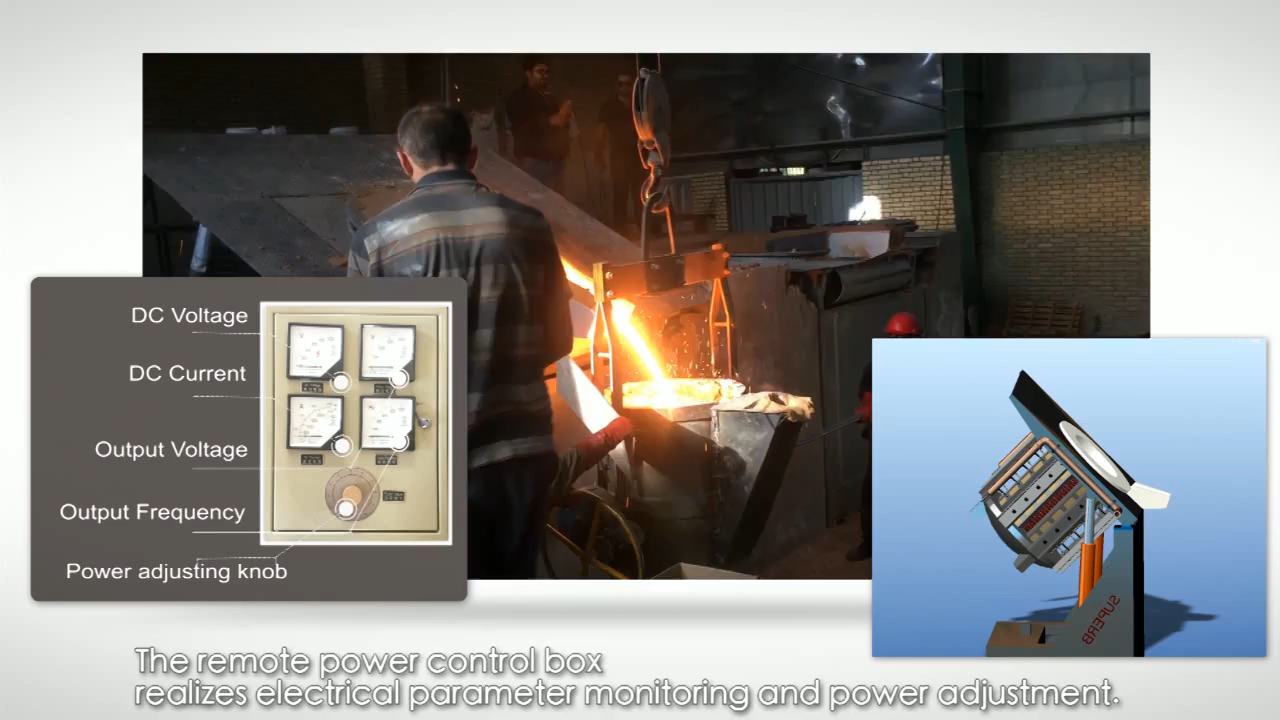 DC Voltage
DC Current
Output Voltage
Output Frequency
Power adjusting knob
SUPERB
The remote power control box
realizes electrical parameter monitoring and power adjustment.